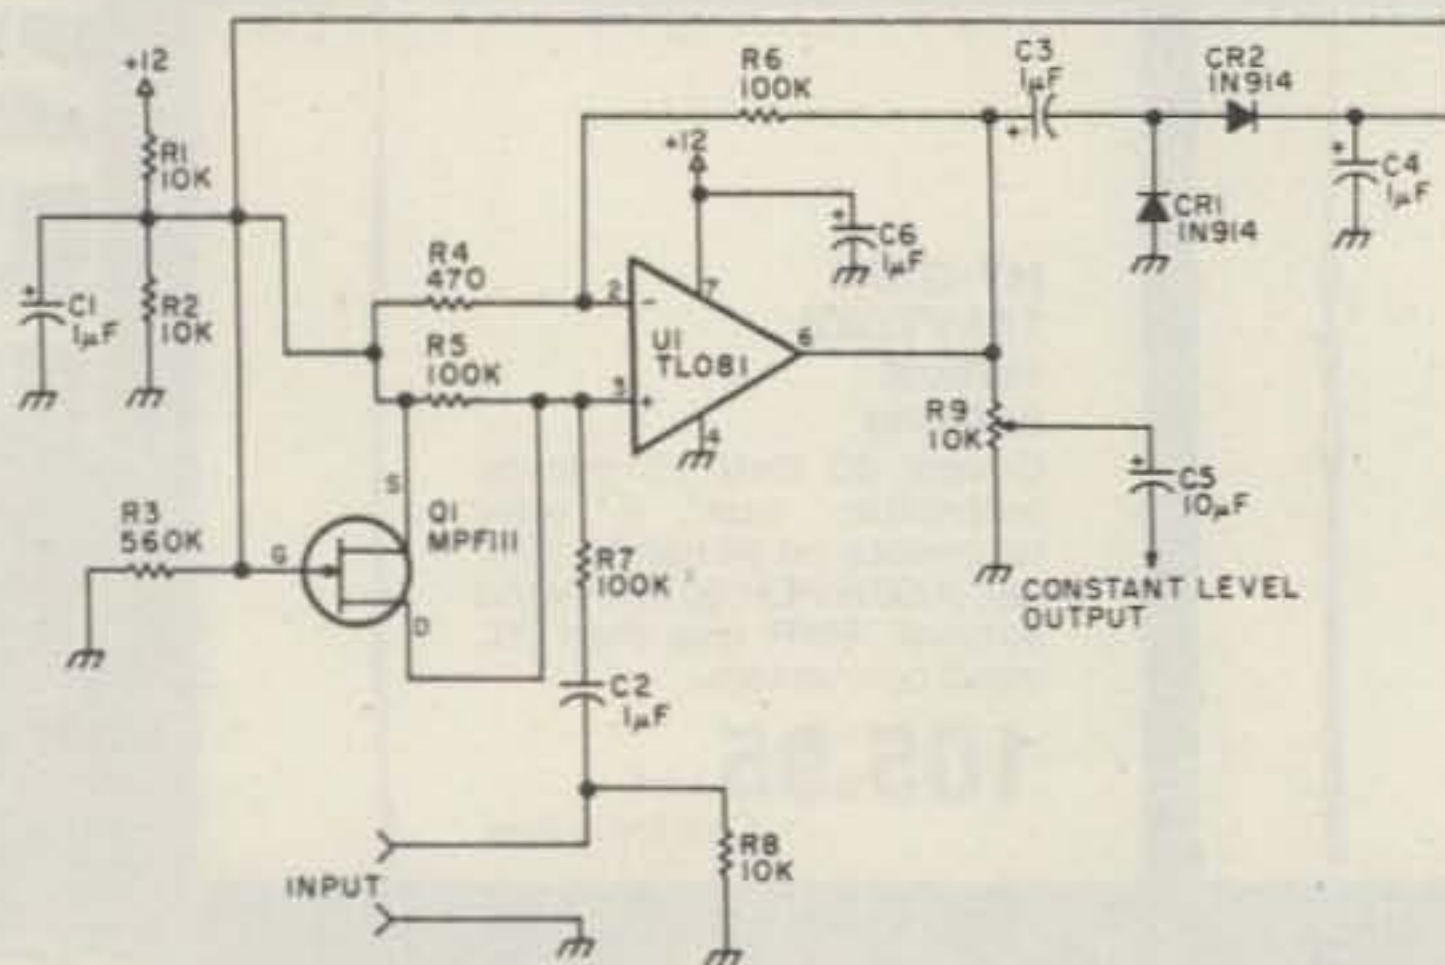 +12
R1
10K
C1
1µF
R2
10K
R3
560K
G
S
D
Q1
MPF111
R4
470
R5
100K
R6
100K
+12
2
-
3
+
7
4
6
U1
TL081
+
C6
1µF
C3
1µF
+
CR2
1N914
CR1
1N914
+
C4
1µF
R9
10K
+
C5
10µF
CONSTANT LEVEL
OUTPUT
R7
100K
C2
1µF
R8
10K
INPUT
+
105.95